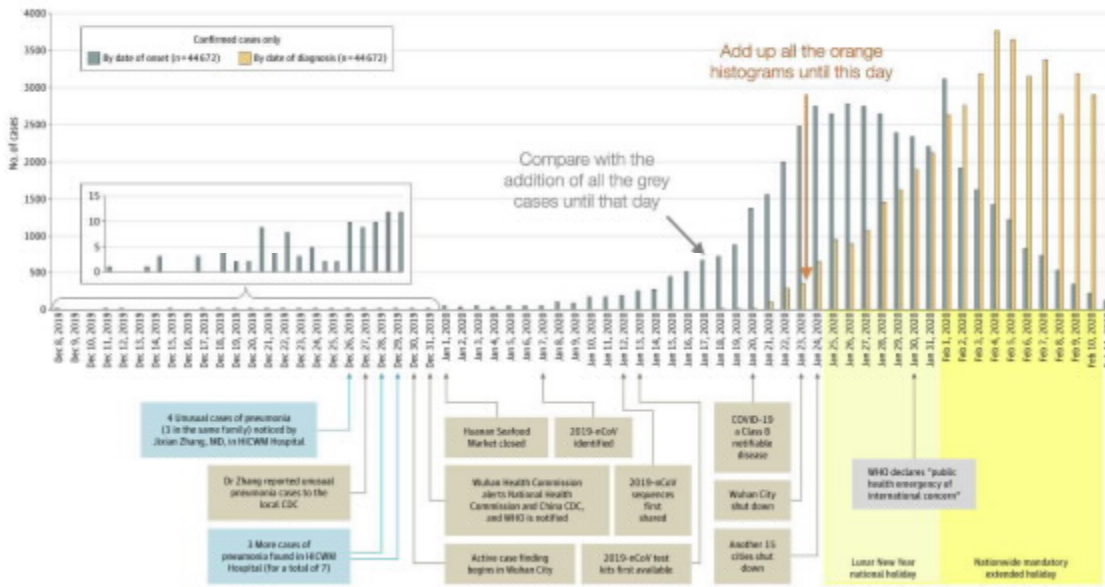 4000
3500
3000
2500
2000
1500
1000
500
0
No. of cases
Confirmed cases only
By date of onset (n=44672)
By date of diagnosis (n=44672)
Add up all the orange
histograms until this day
Compare with the
addition of all the grey
cases until that day
15
10
5
0
Dec 8, 2019
Dec 9, 2019
Dec 10, 2019
Dec 11, 2019
Dec 12, 2019
Dec 13, 2019
Dec 14, 2019
Dec 15, 2019
Dec 16, 2019
Dec 17, 2019
Dec 18, 2019
Dec 19, 2019
Dec 20, 2019
Dec 21, 2019
Dec 22, 2019
Dec 23, 2019
Dec 24, 2019
Dec 25, 2019
Dec 26, 2019
Dec 27, 2019
Dec 28, 2019
Dec 29, 2019
Dec 30, 2019
Dec 31, 2019
Jan 1, 2020
Jan 2, 2020
Jan 3, 2020
Jan 4, 2020
Jan 5, 2020
Jan 6, 2020
Jan 7, 2020
Jan 8, 2020
Jan 9, 2020
Jan 10, 2020
Jan 11, 2020
Jan 12, 2020
Jan 13, 2020
Jan 14, 2020
Jan 15, 2020
Jan 16, 2020
Jan 17, 2020
Jan 18, 2020
Jan 19, 2020
Jan 20, 2020
Jan 21, 2020
Jan 22, 2020
Jan 23, 2020
Jan 24, 2020
Jan 25, 2020
Jan 26, 2020
Jan 27, 2020
Jan 28, 2020
Jan 29, 2020
Jan 30, 2020
Jan 31, 2020
Feb 1, 2020
Feb 2, 2020
Feb 3, 2020
Feb 4, 2020
Feb 5, 2020
Feb 6, 2020
Feb 7, 2020
Feb 8, 2020
Feb 9, 2020
Feb 10, 2020
4 Unusual cases of pneumonia
(3 in the same family) noticed by
Jixian Zhang, MD, in HICWM
Hospital
Dr Zhang reported unusual
pneumonia cases to the
local CDC
3 More cases of
pneumonia found in HICWM
Hospital (for a total of 7)
Huanan Seafood
Market closed
2019-nCoV
identified
Wuhan Health Commission
alerts National Health
Commission and China CDC,
and WHO is notified
2019-nCoV
sequences
first
shared
Active case finding
begins in Wuhan City
2019-nCoV test
kits first available
COVID-19
a Class B
notifiable
disease
Wuhan City
shut down
Another 15
cities shut
down
WHO declares "public
health emergency of
international concern"
Lunar New Year
national holiday
Nationwide mandatory
extended holiday